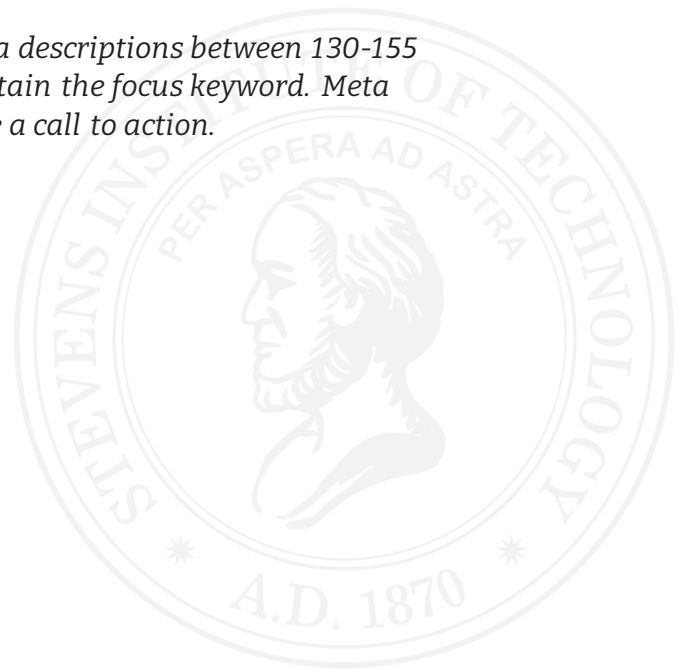 a descriptions between 130-155
tain the focus keyword. Meta
a call to action.
STEVENS INSTITUTE OF TECHNOLOGY
PER ASPERA AD ASTRA
A.D. 1870